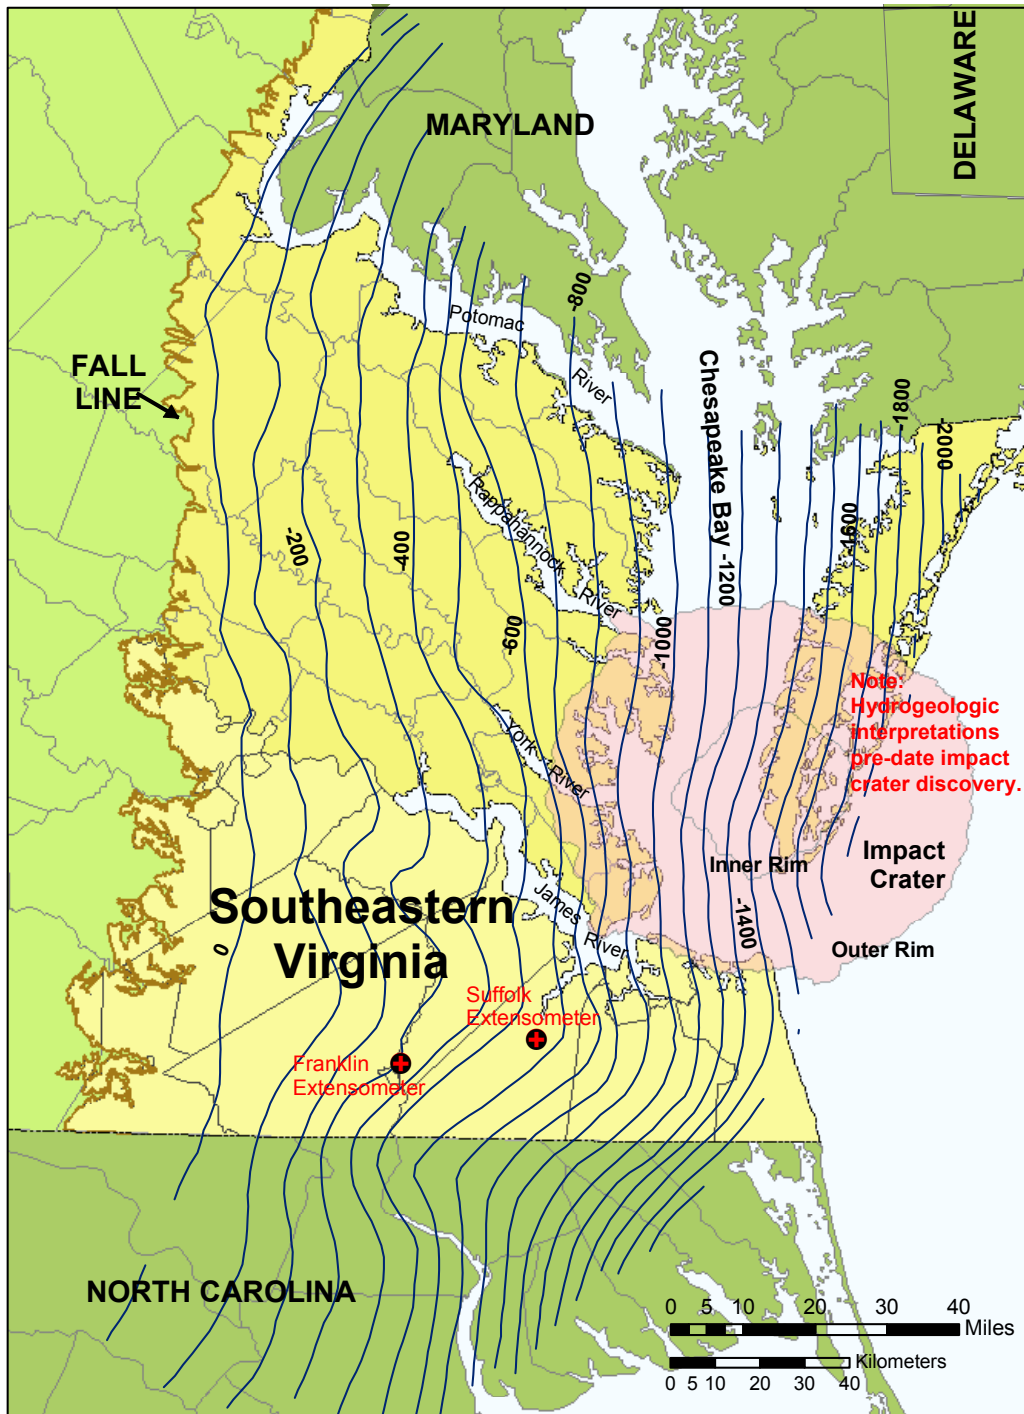 MARYLAND
DELAWARE
-800
Potomac
River
FALL
LINE
Chesapeake Bay
-1800
-2000
Rappahannock
River
-200
-400
-1600
-1200
-600
-1000
Note:
Hydrogeologic
interpretations
pre-date impact
crater discovery.
York
River
Inner Rim
Impact
Crater
Southeastern
Virginia
James
River
-1400
0
Outer Rim
Suffolk
Extensometer
Franklin
Extensometer
NORTH CAROLINA
0 5 10 20 30 40
Miles
Kilometers
0 5 10 20 30 40